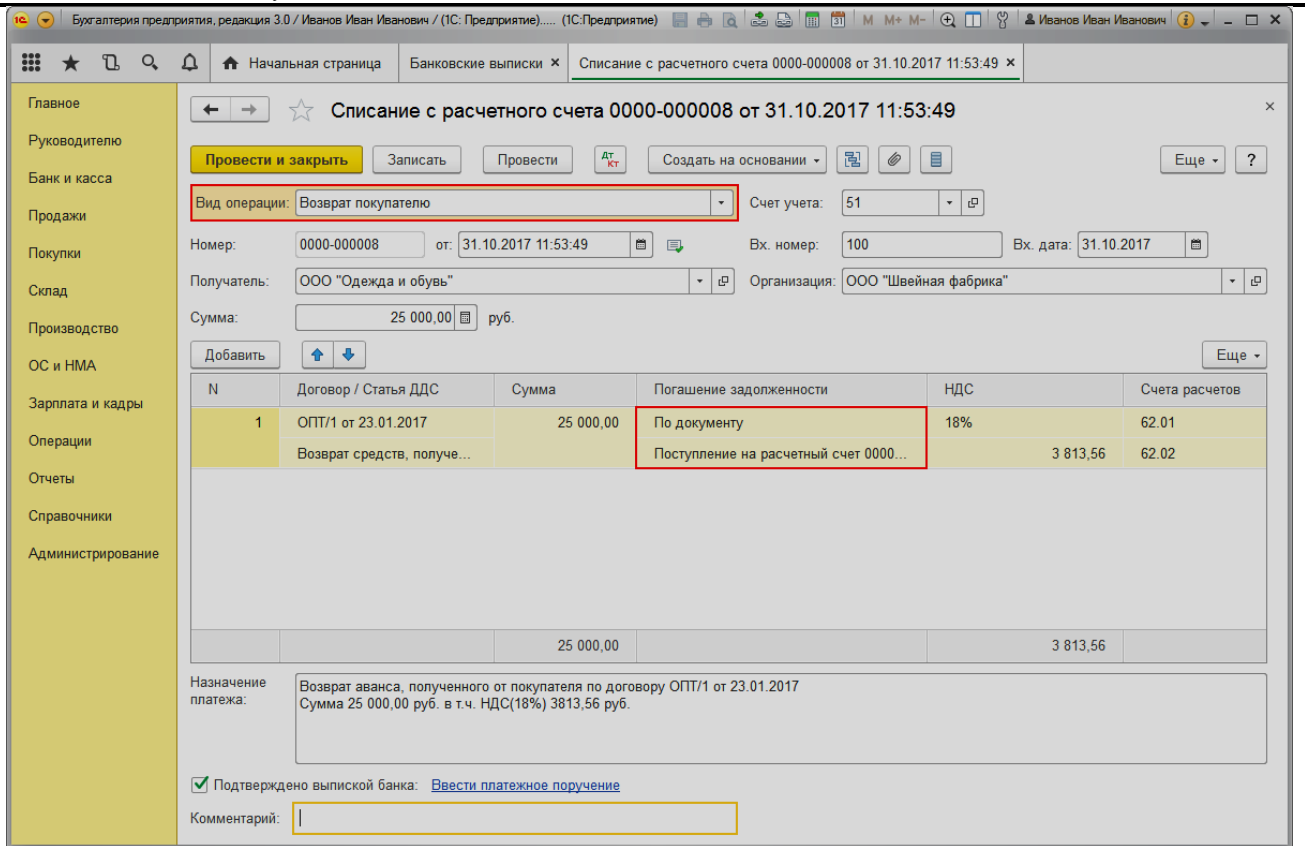 1С Бухгалтерия предприятия, редакция 3.0 / Иванов Иван Иванович / (1С: Предприятие)..... (1С:Предприятие) 31 M M+ M- Иванов Иван Иванович i
Начальная страница Банковские выписки × Списание с расчетного счета 0000-000008 от 31.10.2017 11:53:49 ×
Главное
Руководителю
Банк и касса
Продажи
Покупки
Склад
Производство
ОС и НМА
Зарплата и кадры
Операции
Отчеты
Справочники
Администрирование
Списание с расчетного счета 0000-000008 от 31.10.2017 11:53:49
Провести и закрыть Записать Провести Дт Кт Создать на основании Еще ?
Вид операции: Возврат покупателю Счет учета: 51
Номер: 0000-000008 от: 31.10.2017 11:53:49 Вх. номер: 100 Вх. дата: 31.10.2017
Получатель: ООО "Одежда и обувь" Организация: ООО "Швейная фабрика"
Сумма: 25 000,00 руб.
Добавить Еще
N Договор / Статья ДДС Сумма Погашение задолженности НДС Счета расчетов
1 ОПТ/1 от 23.01.2017 25 000,00 По документу 18% 62.01
Возврат средств, получе... Поступление на расчетный счет 0000... 3 813,56 62.02
25 000,00 3 813,56
Назначение платежа: Возврат аванса, полученного от покупателя по договору ОПТ/1 от 23.01.2017
Сумма 25 000,00 руб. в т.ч. НДС(18%) 3813,56 руб.
Подтверждено выпиской банка: Ввести платежное поручение
Комментарий: